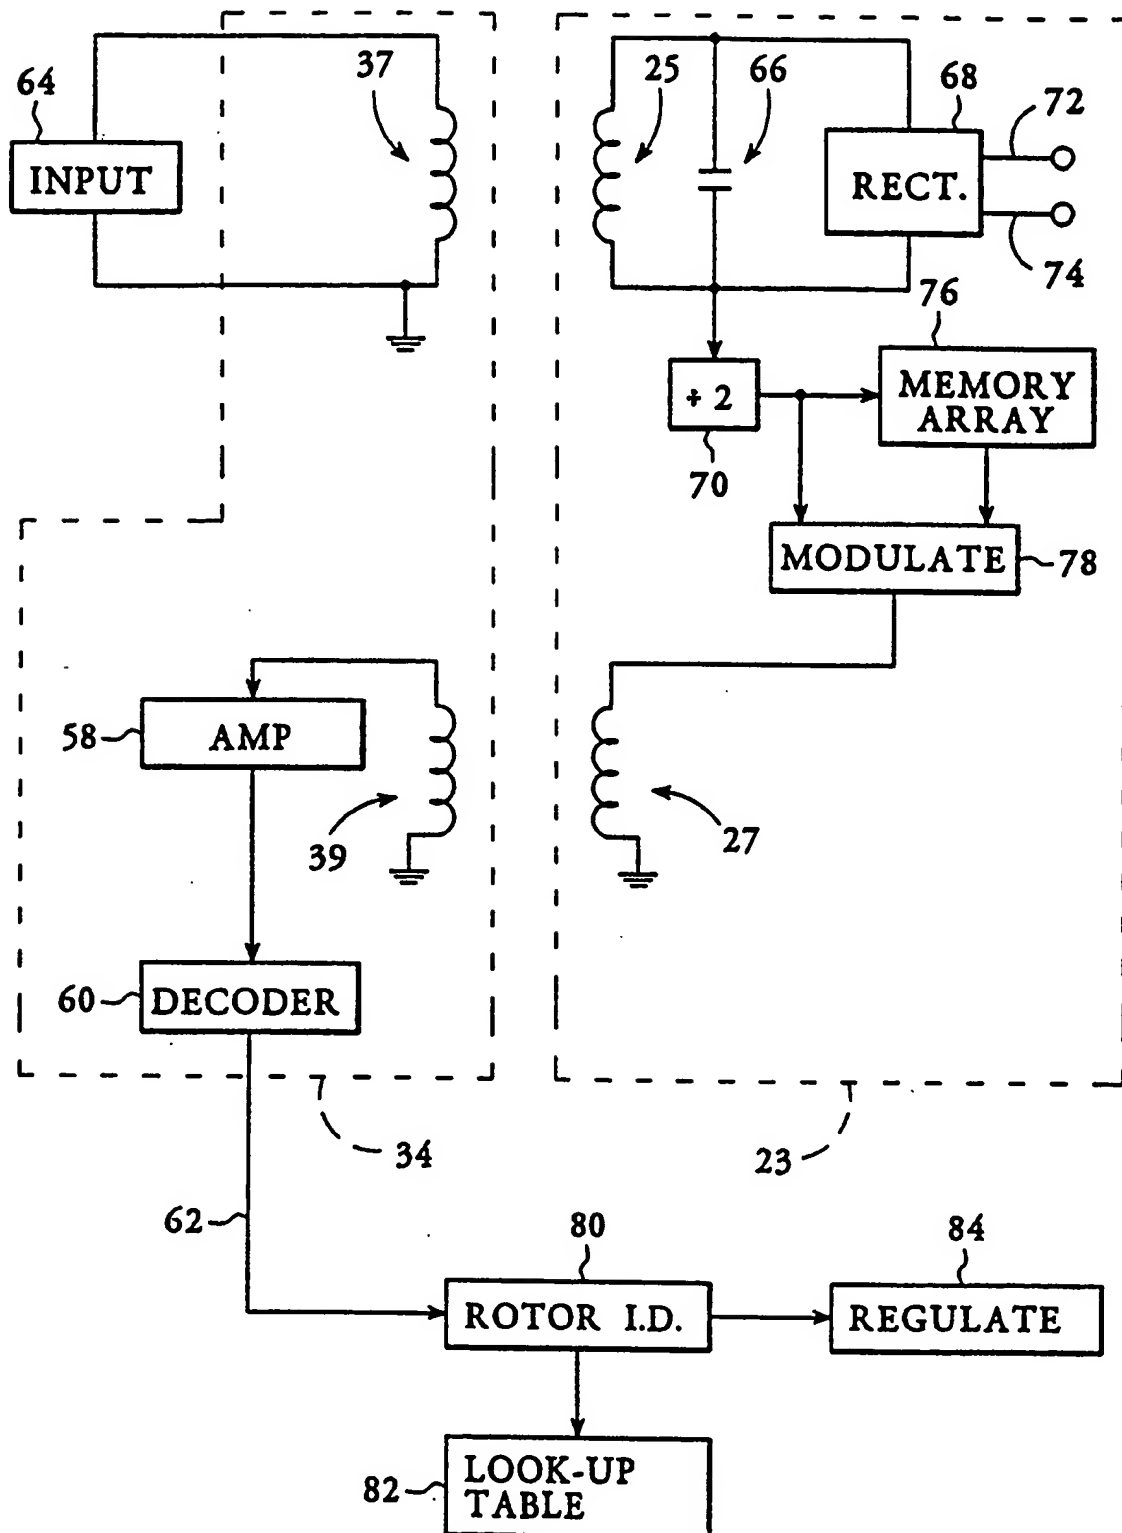 64
INPUT
37
25
66
68
RECT.
72
74
76
MEMORY
ARRAY
+ 2
70
MODULATE
78
58
AMP
39
27
60
DECODER
34
23
62
80
ROTOR I.D.
84
REGULATE
82
LOOK-UP
TABLE